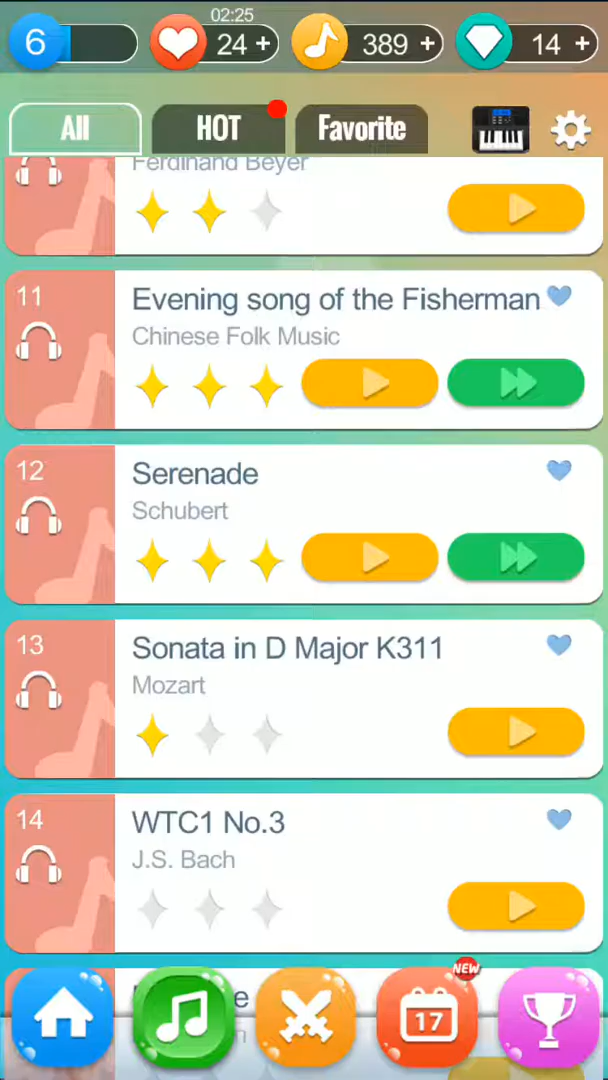 02:25
6
24 +
389 +
14 +
All
HOT
Favorite
Ferdinand Beyer
11
Evening song of the Fisherman
Chinese Folk Music
12
Serenade
Schubert
13
Sonata in D Major K311
Mozart
14
WTC1 No.3
J.S. Bach
NEW
17